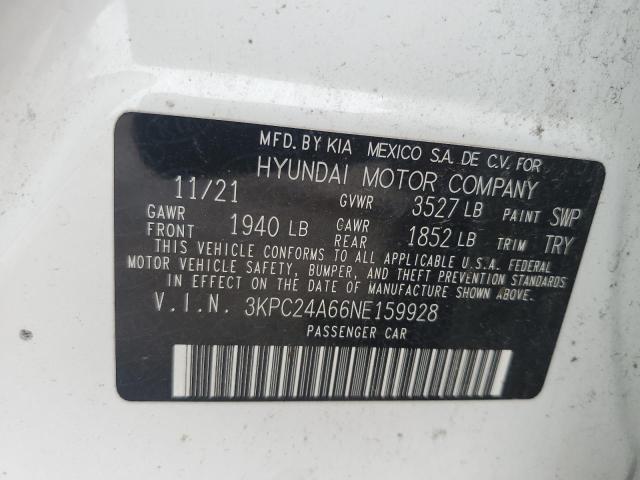 MFD. BY KIA MEXICO S.A. DE C.V. FOR
HYUNDAI MOTOR COMPANY
11/21 GVWR 3527 LB PAINT SWP
GAWR FRONT 1940 LB GAWR REAR 1852 LB TRIM TRY
THIS VEHICLE CONFORMS TO ALL APPLICABLE U.S.A. FEDERAL
MOTOR VEHICLE SAFETY, BUMPER, AND THEFT PREVENTION STANDARDS
IN EFFECT ON THE DATE OF MANUFACTURE SHOWN ABOVE.
V.I.N. 3KPC24A66NE159928
PASSENGER CAR